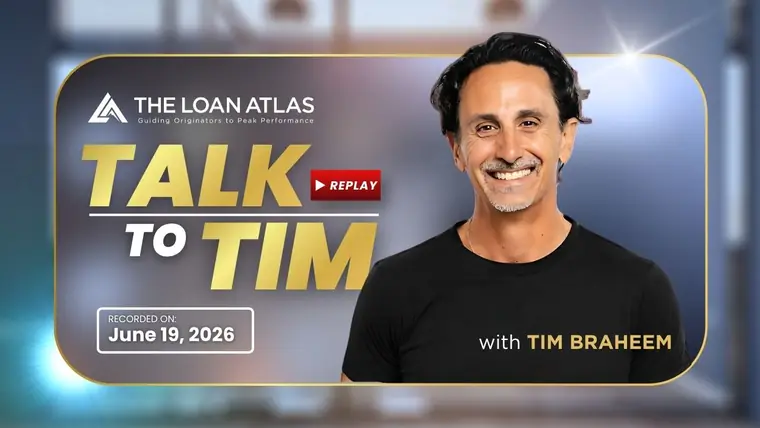 THE LOAN ATLAS
Guiding Originators to Peak Performance
TALK
REPLAY
TO TIM
RECORDED ON:
June 19, 2026
with TIM BRAHEEM